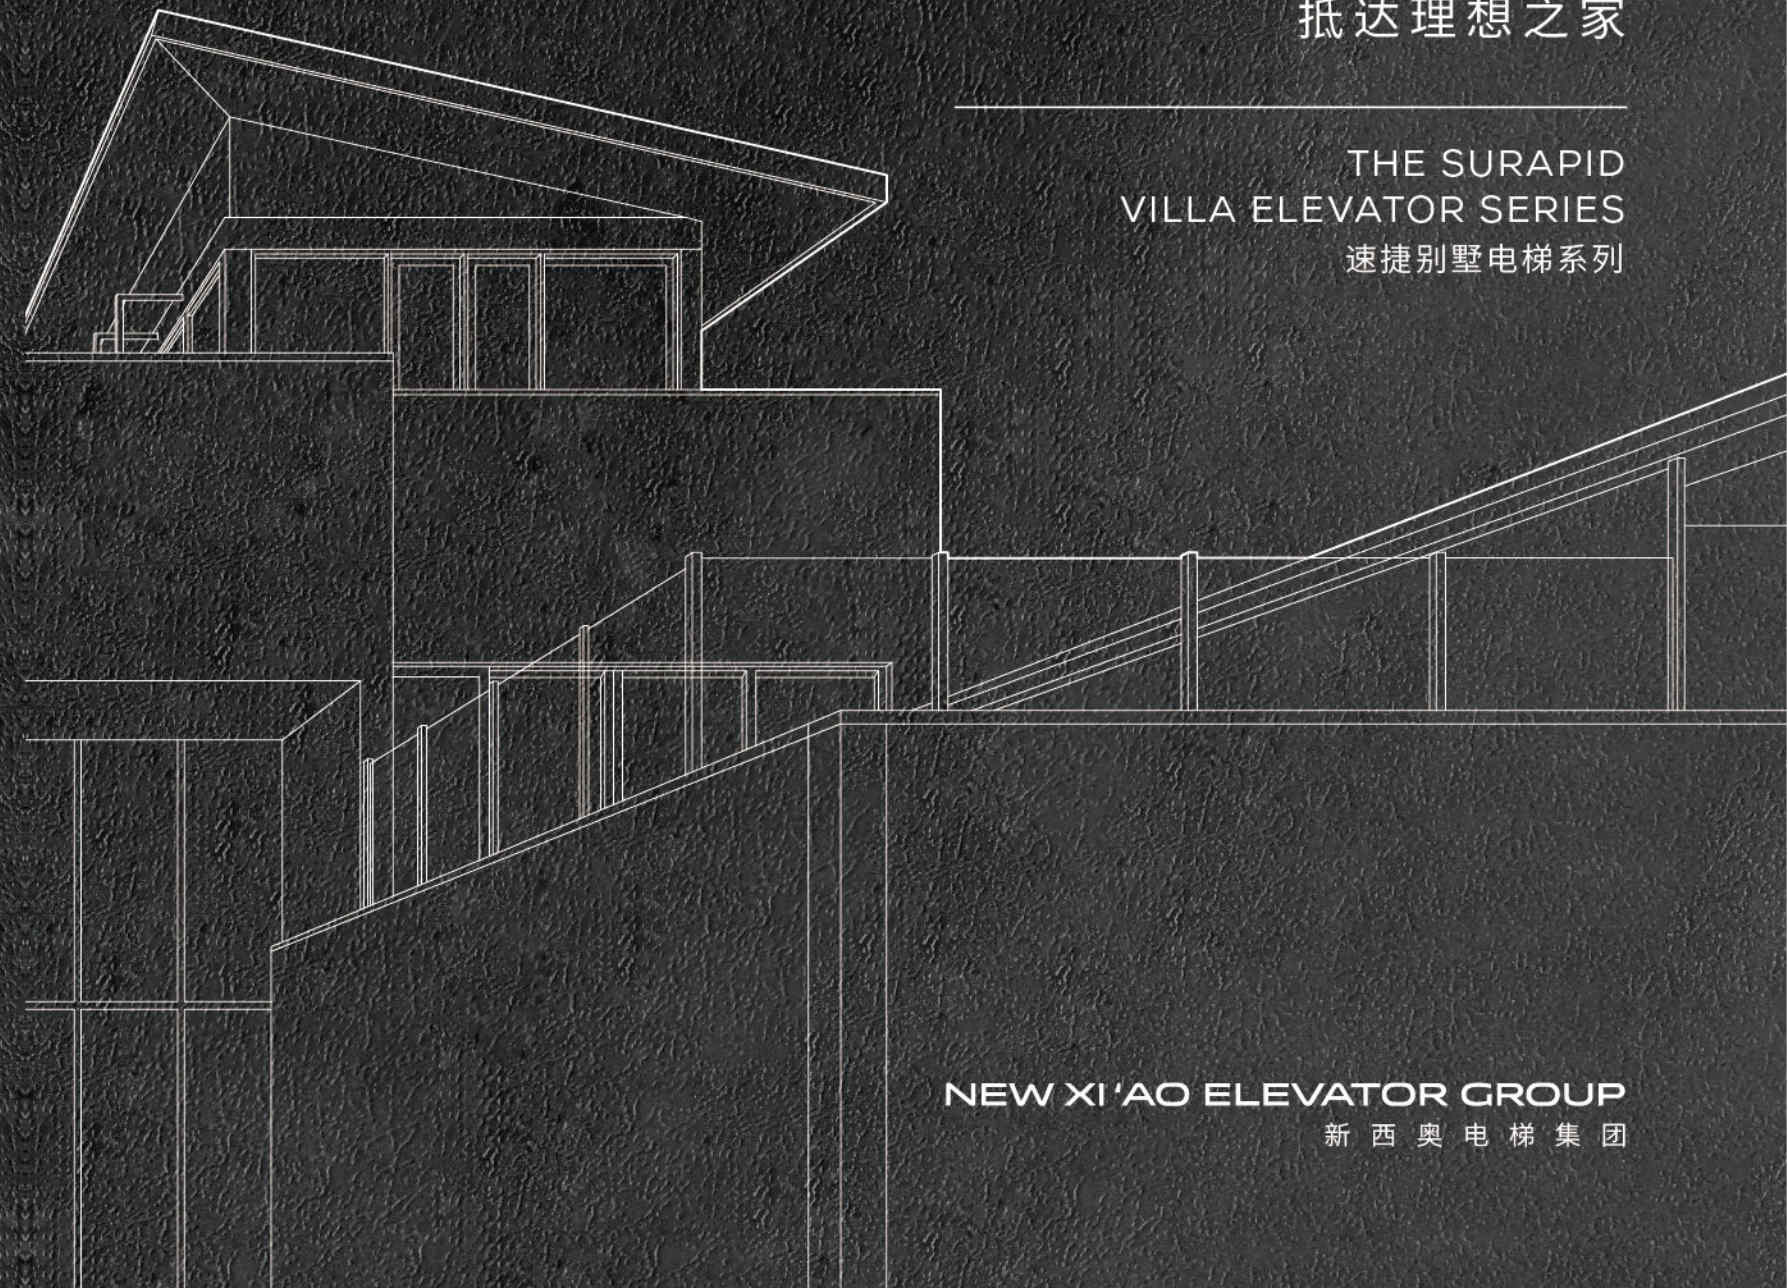 抵达理想之家
THE SURAPID
VILLA ELEVATOR SERIES
速捷别墅电梯系列
NEW XI'AO ELEVATOR GROUP
新西奥电梯集团